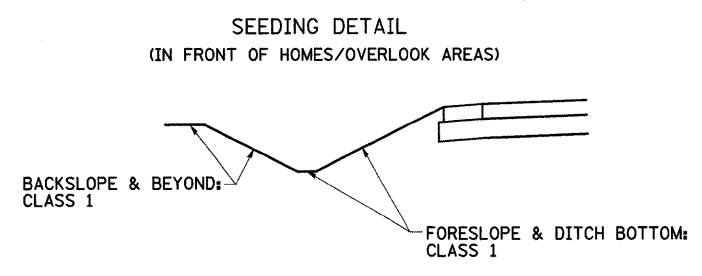 SEEDING DETAIL
(IN FRONT OF HOMES/OVERLOOK AREAS)
BACKSLOPE & BEYOND:
CLASS 1
FORESLOPE & DITCH BOTTOM:
CLASS 1